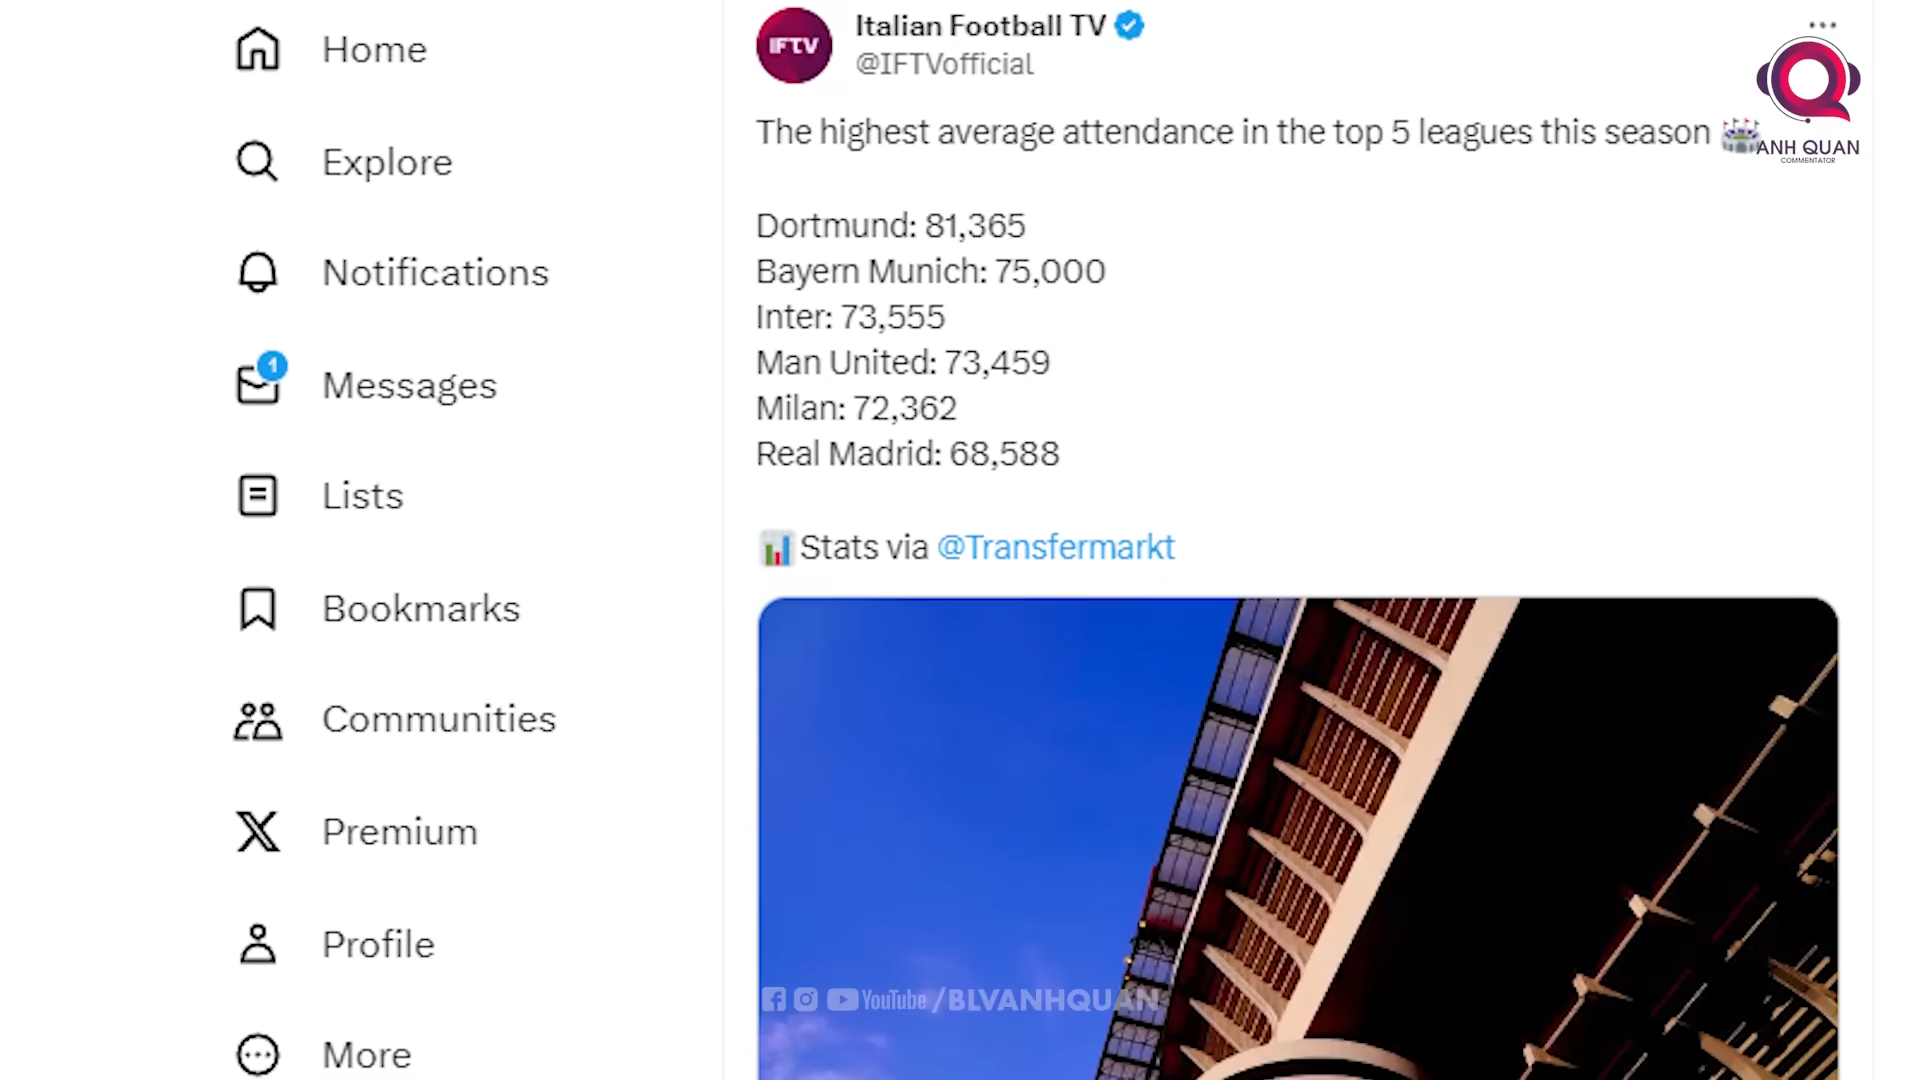 Home
Explore
Notifications
1
Messages
Lists
Bookmarks
Communities
Premium
Profile
More
IFTV
Italian Football TV
@IFTVofficial
The highest average attendance in the top 5 leagues this season
Dortmund: 81,365
Bayern Munich: 75,000
Inter: 73,555
Man United: 73,459
Milan: 72,362
Real Madrid: 68,588
Stats via @Transfermarkt
ANH QUAN
COMMENTATOR
YouTube /BLVANHQUAN